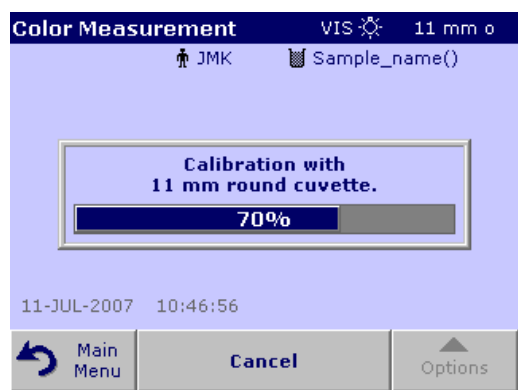 Color Measurement VIS 11 mm o
JMK Sample_name()
Calibration with
11 mm round cuvette.
70%
11-JUL-2007 10:46:56
Main
Menu
Cancel
Options